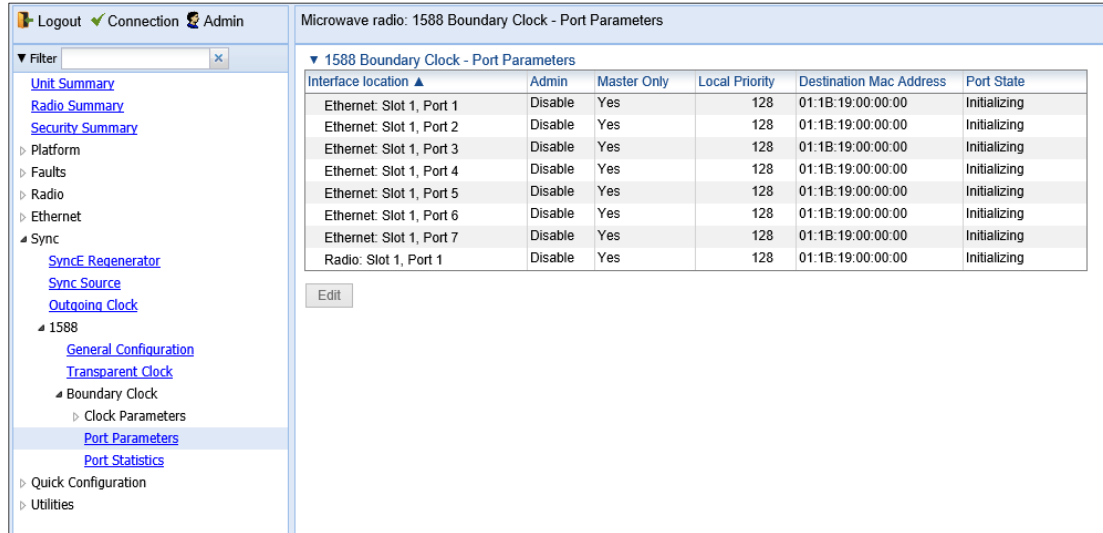 Logout Connection Admin
Microwave radio: 1588 Boundary Clock - Port Parameters
▼ Filter
Unit Summary
Radio Summary
Security Summary
Platform
Faults
Radio
Ethernet
Sync
SyncE Regenerator
Sync Source
Outgoing Clock
1588
General Configuration
Transparent Clock
Boundary Clock
Clock Parameters
Port Parameters
Port Statistics
Quick Configuration
Utilities
▼ 1588 Boundary Clock - Port Parameters
Interface location ▲ Admin Master Only Local Priority Destination Mac Address Port State
Ethernet: Slot 1, Port 1 Disable Yes 128 01:1B:19:00:00:00 Initializing
Ethernet: Slot 1, Port 2 Disable Yes 128 01:1B:19:00:00:00 Initializing
Ethernet: Slot 1, Port 3 Disable Yes 128 01:1B:19:00:00:00 Initializing
Ethernet: Slot 1, Port 4 Disable Yes 128 01:1B:19:00:00:00 Initializing
Ethernet: Slot 1, Port 5 Disable Yes 128 01:1B:19:00:00:00 Initializing
Ethernet: Slot 1, Port 6 Disable Yes 128 01:1B:19:00:00:00 Initializing
Ethernet: Slot 1, Port 7 Disable Yes 128 01:1B:19:00:00:00 Initializing
Radio: Slot 1, Port 1 Disable Yes 128 01:1B:19:00:00:00 Initializing
Edit